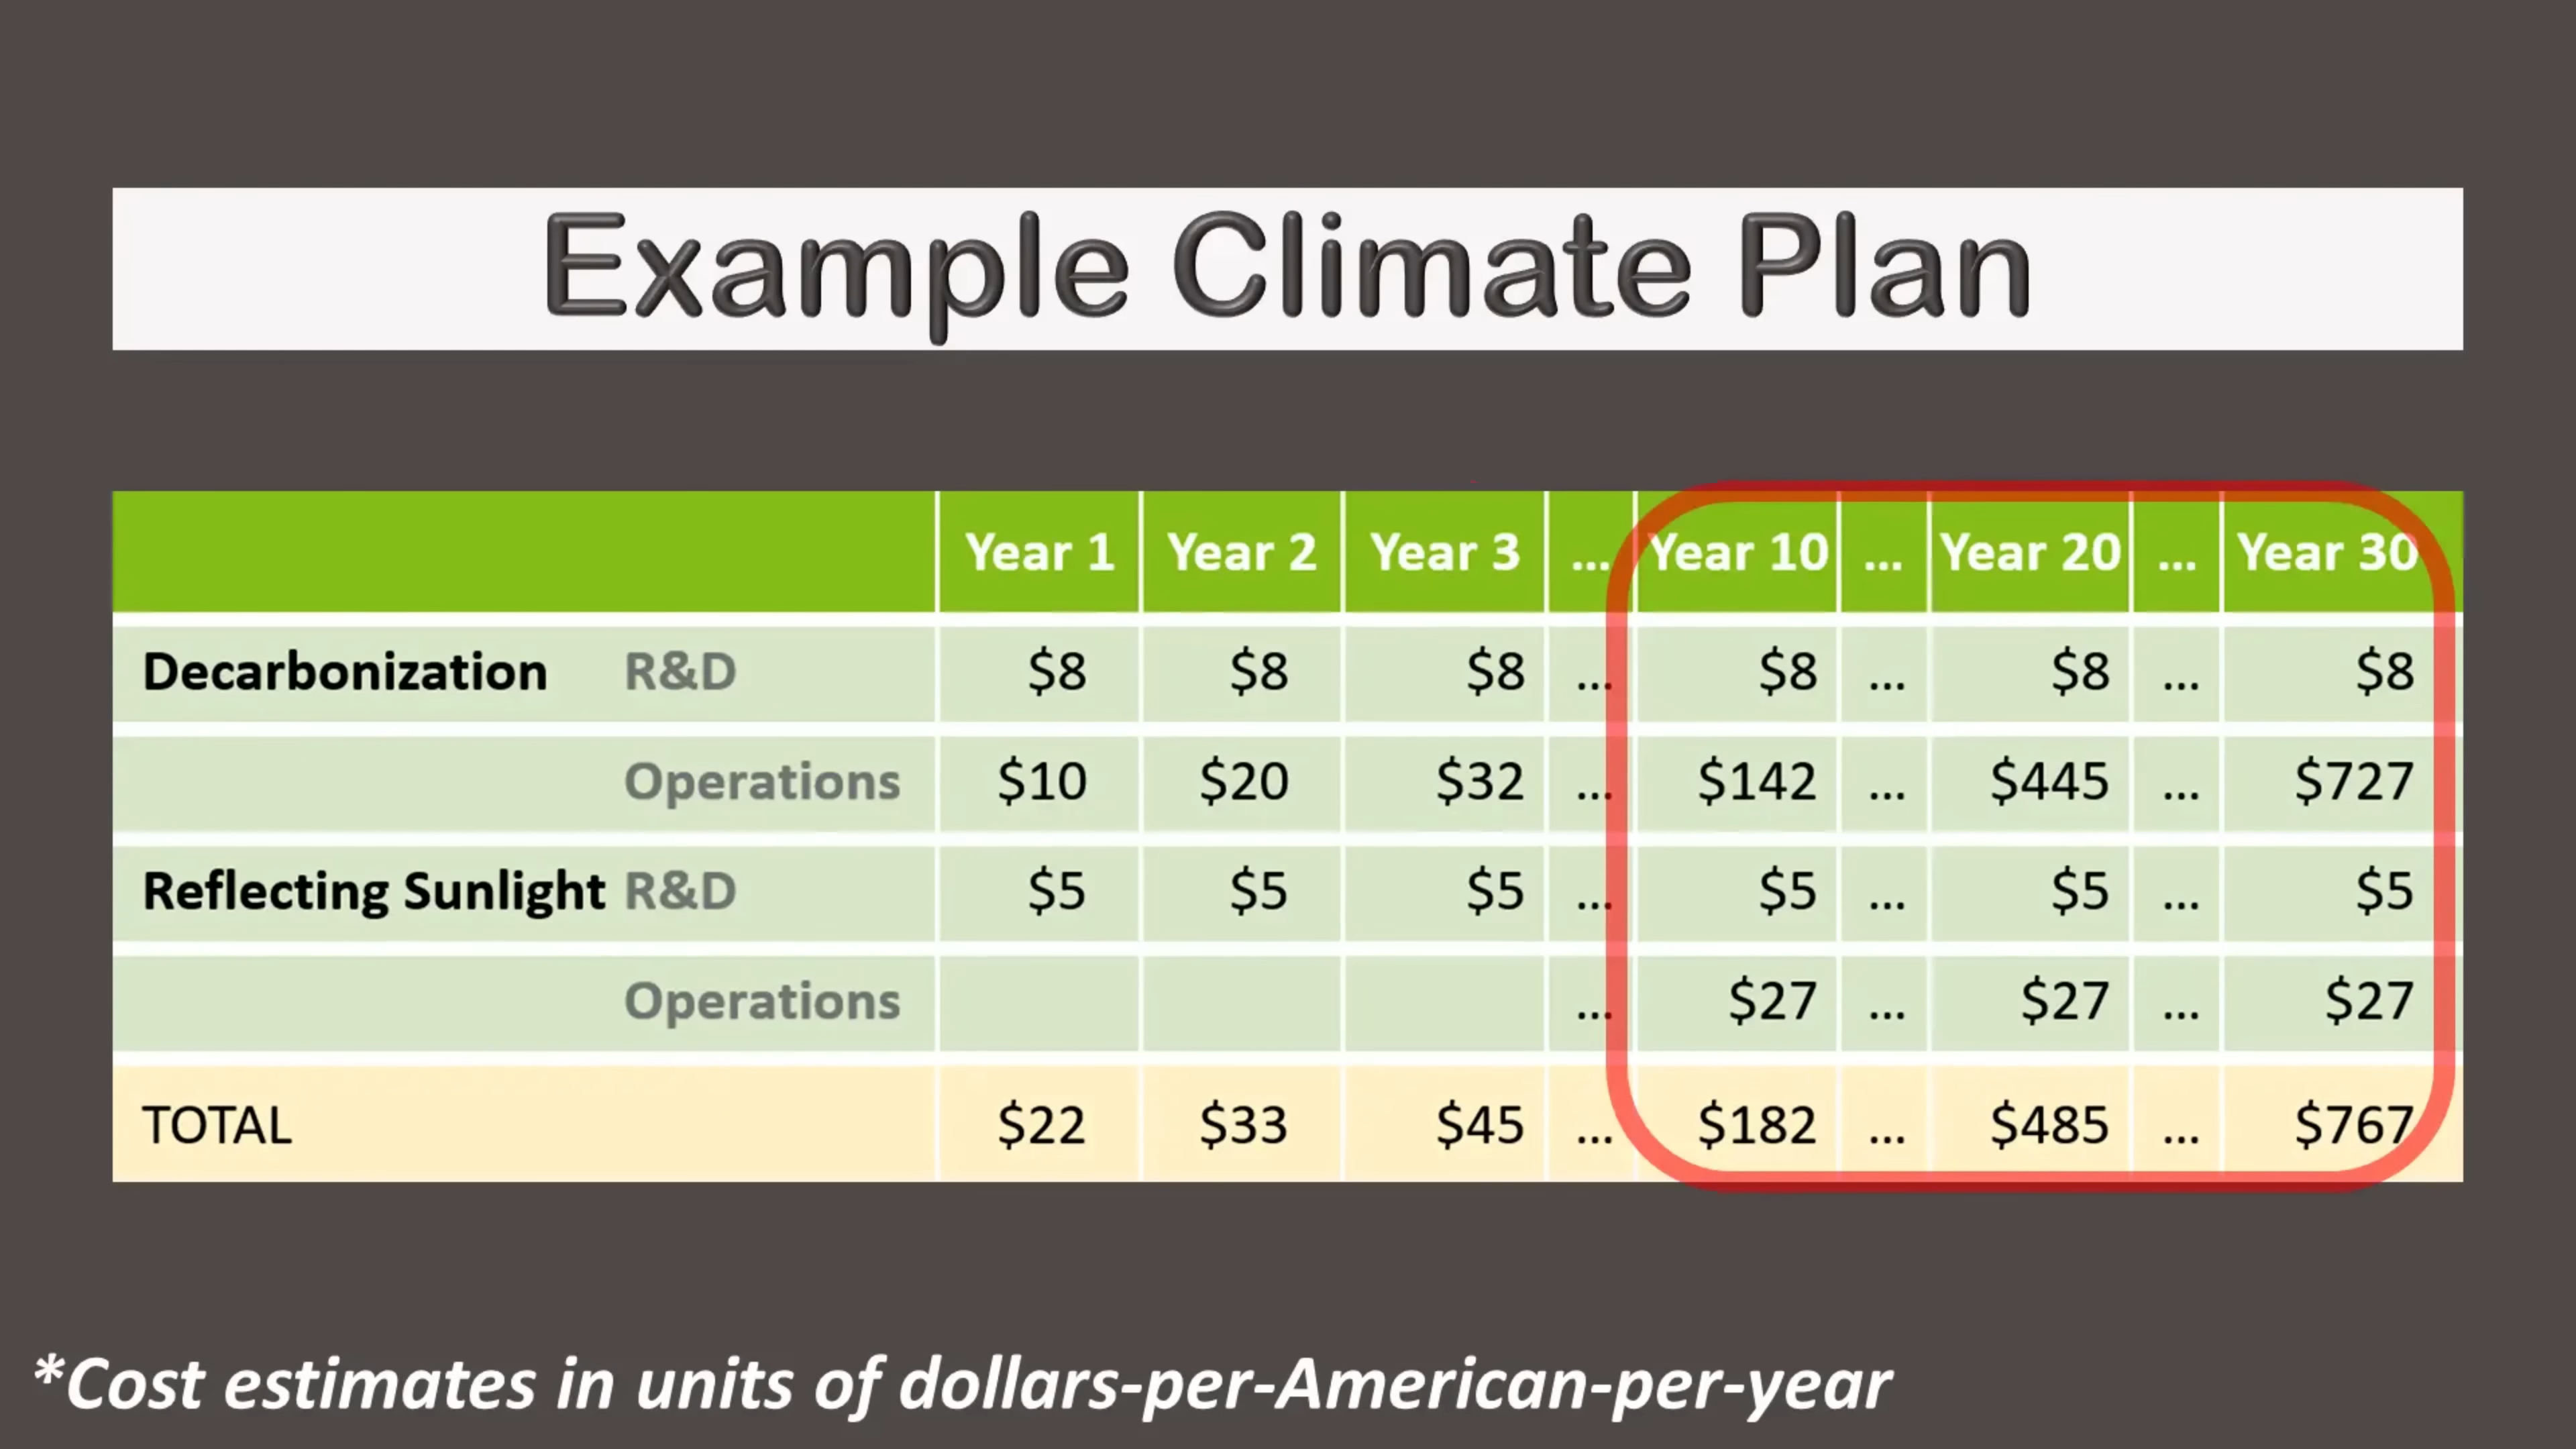 Example Climate Plan
Year 1 Year 2 Year 3 ... Year 10 ... Year 20 ... Year 30
Decarbonization R&D $8 $8 $8 ... $8 ... $8 ... $8
Operations $10 $20 $32 ... $142 ... $445 ... $727
Reflecting Sunlight R&D $5 $5 $5 ... $5 ... $5 ... $5
Operations ... $27 ... $27 ... $27
TOTAL $22 $33 $45 ... $182 ... $485 ... $767
*Cost estimates in units of dollars-per-American-per-year